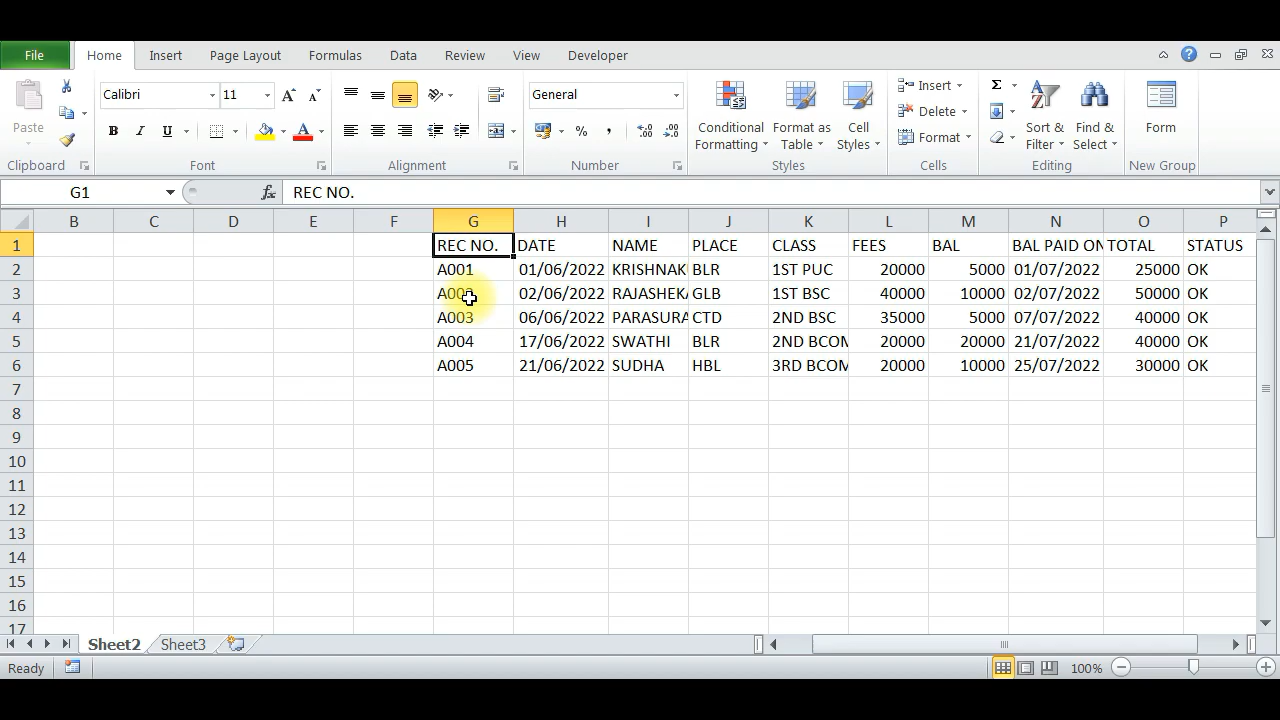 File Home Insert Page Layout Formulas Data Review View Developer
Calibri 11 General Insert Σ
Paste B I U % , Conditional Formatting Format as Table Cell Styles Delete Format Sort & Filter Find & Select Form
Clipboard Font Alignment Number Styles Cells Editing New Group
G1 fx REC NO.
B C D E F G H I J K L M N O P
1 REC NO. DATE NAME PLACE CLASS FEES BAL BAL PAID ON TOTAL STATUS
2 A001 01/06/2022 KRISHNAK BLR 1ST PUC 20000 5000 01/07/2022 25000 OK
3 02/06/2022 RAJASHEKA GLB 1ST BSC 40000 10000 02/07/2022 50000 OK
4 A003 06/06/2022 PARASURA CTD 2ND BSC 35000 5000 07/07/2022 40000 OK
5 A004 17/06/2022 SWATHI BLR 2ND BCOM 20000 20000 21/07/2022 40000 OK
6 A005 21/06/2022 SUDHA HBL 3RD BCOM 20000 10000 25/07/2022 30000 OK
7
8
9
10
11
12
13
14
15
16
17
Sheet2 Sheet3
Ready 100%